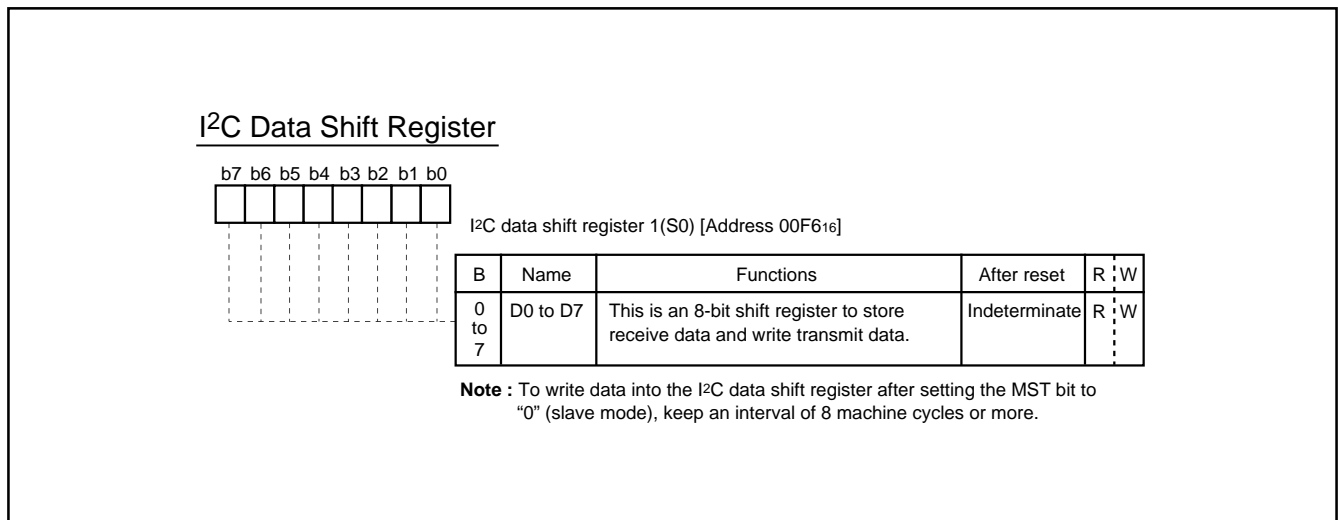 I2C Data Shift Register
b7 b6 b5 b4 b3 b2 b1 b0
I2C data shift register 1(S0) [Address 00F616]
B Name Functions After reset R W
0 to 7 D0 to D7 This is an 8-bit shift register to store Indeterminate R W
receive data and write transmit data.
Note : To write data into the I2C data shift register after setting the MST bit to
“0” (slave mode), keep an interval of 8 machine cycles or more.